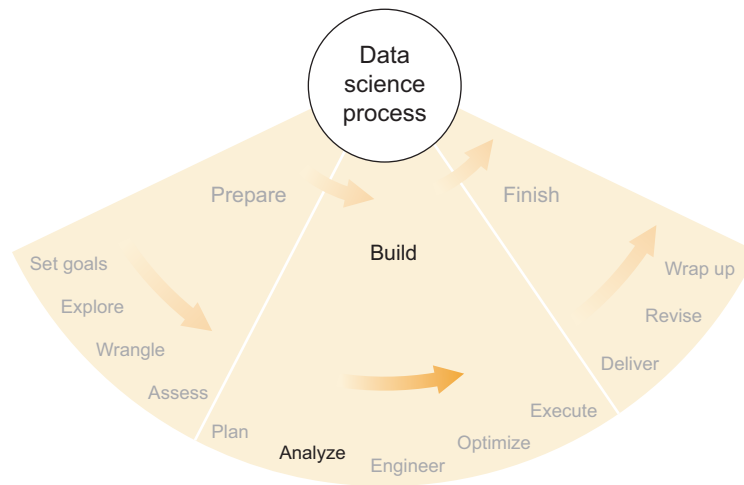 Data
science
process
Prepare
Finish
Build
Set goals
Explore
Wrangle
Assess
Plan
Analyze
Engineer
Optimize
Execute
Deliver
Revise
Wrap up